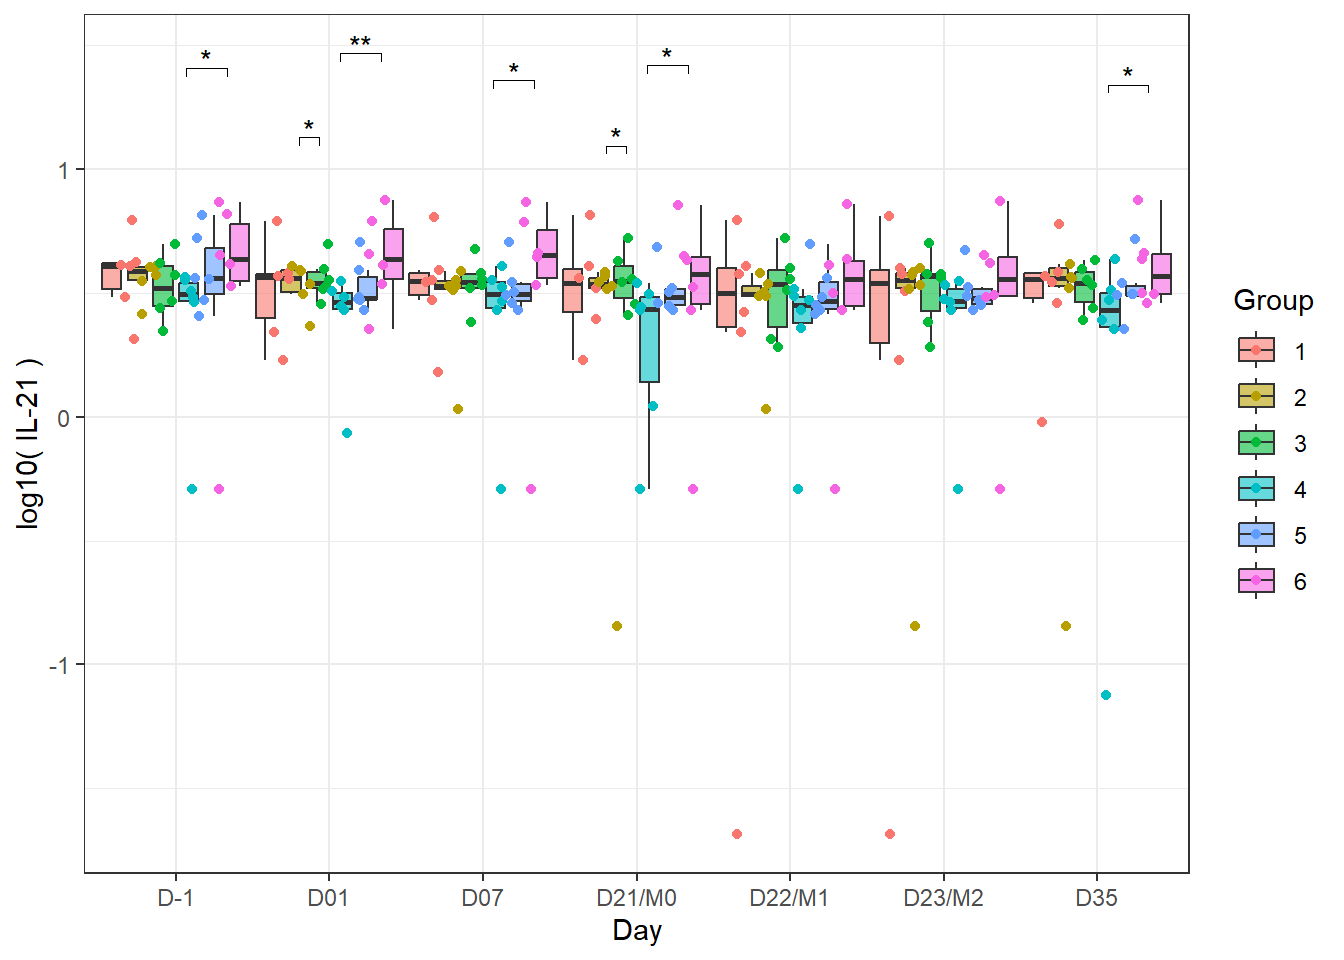 **
*
*
*
*
*
*
1
0
-1
log10( IL-21 )
D-1
D01
D07
D21/M0
D22/M1
D23/M2
D35
Day
Group
1
2
3
4
5
6